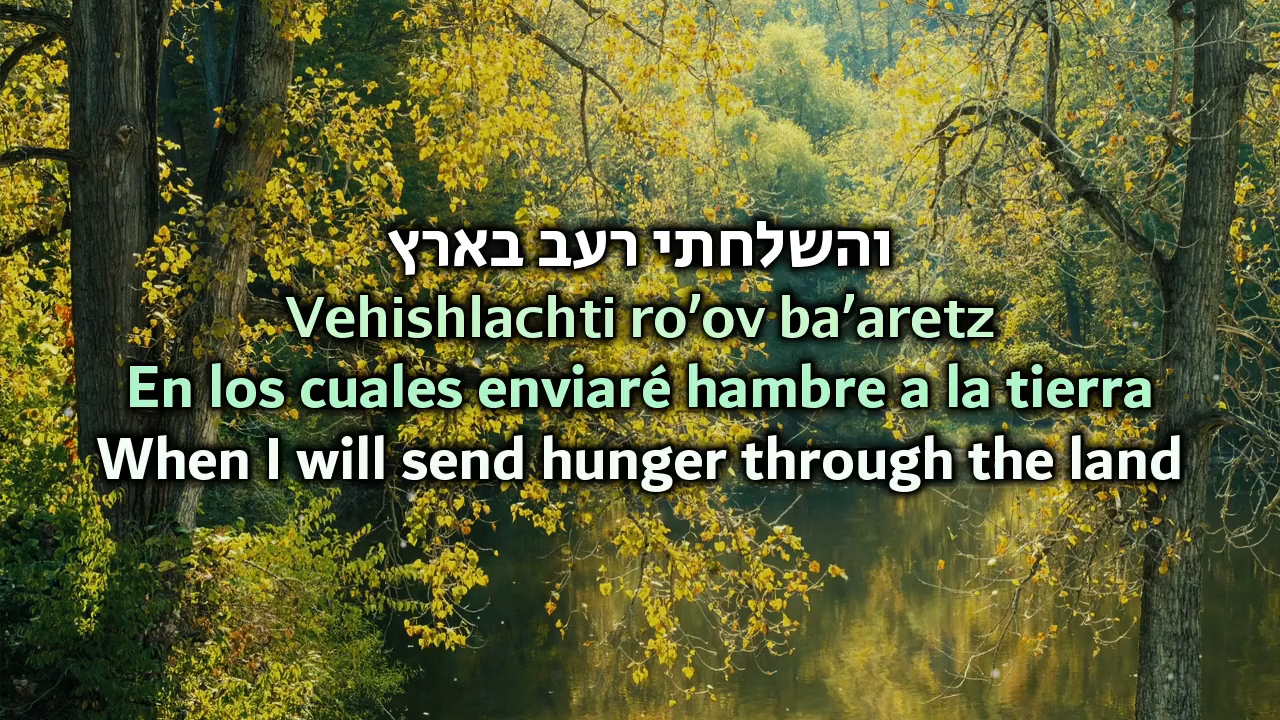 והשלחתי רעב בארץ
Vehishlachti ro’ov ba’aretz
En los cuales enviaré hambre a la tierra
When I will send hunger through the land